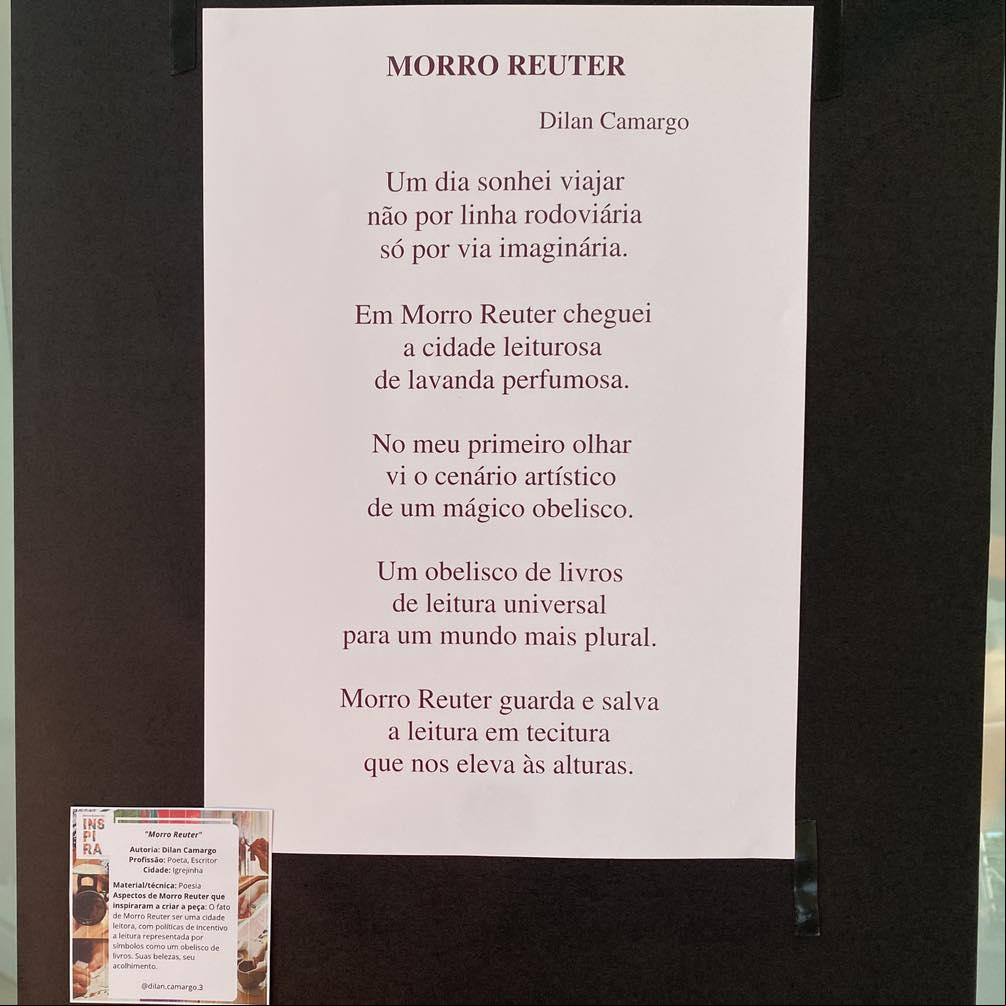 MORRO REUTER
Dilan Camargo
Um dia sonhei viajar
não por linha rodoviária
só por via imaginária.
Em Morro Reuter cheguei
a cidade leiturosa
de lavanda perfumosa.
No meu primeiro olhar
vi o cenário artístico
de um mágico obelisco.
Um obelisco de livros
de leitura universal
para um mundo mais plural.
Morro Reuter guarda e salva
a leitura em tecitura
que nos eleva às alturas.
INS
PI
RA
"Morro Reuter"
Autoria: Dilan Camargo
Profissão: Poeta, Escritor
Cidade: Igrejinha
Material/técnica: Poesia
Aspectos de Morro Reuter que
inspiraram a criar a peça: O fato
de Morro Reuter ser uma cidade
leitora, com políticas de incentivo
a leitura representada por
símbolos como um obelisco de
livros. Suas belezas, seu
acolhimento.
@dilan.camargo.3